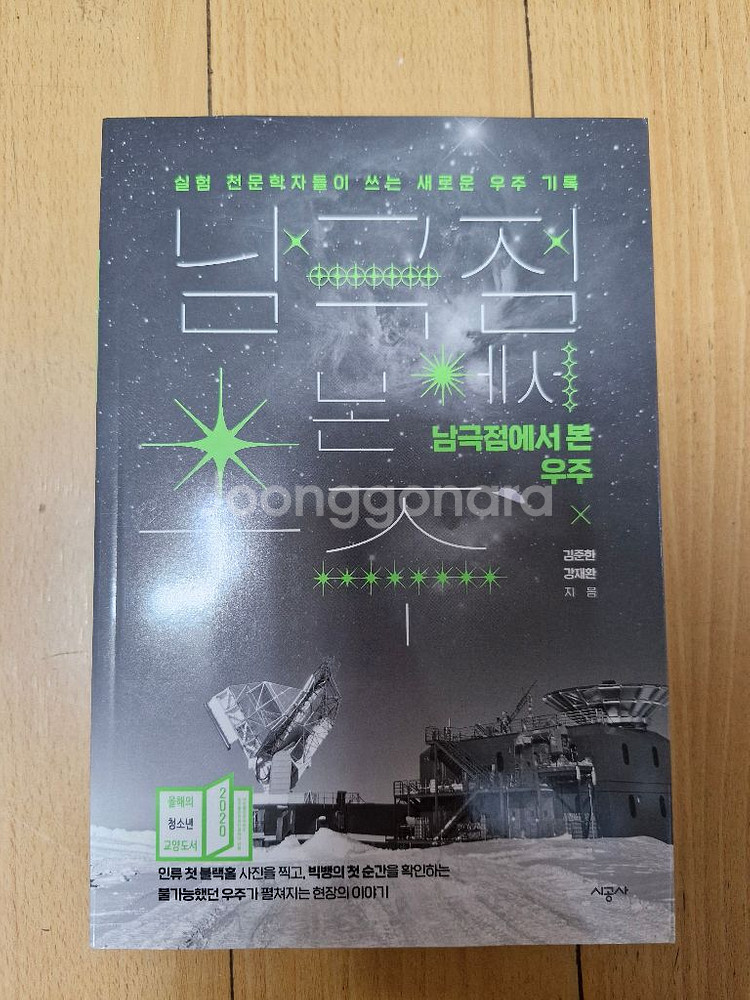 실험 천문학자들이 쓰는 새로운 우주 기록
남극점
에서
본
우주
남극점에서 본
우주
joonggonara
김준한
강재환
지음
올해의
청소년
교양도서
2020
인류 첫 블랙홀 사진을 찍고, 빅뱅의 첫 순간을 확인하는
불가능했던 우주가 펼쳐지는 현장의 이야기
시공사